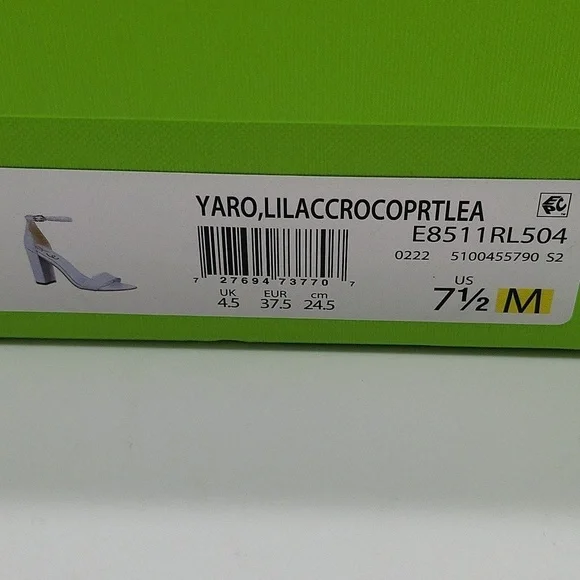 YARO,LILACCROCOPRTLEA
E8511RL504
0222 5100455790 S2
7 27694 73770 7
UK EUR cm
4.5 37.5 24.5
US
7½ M